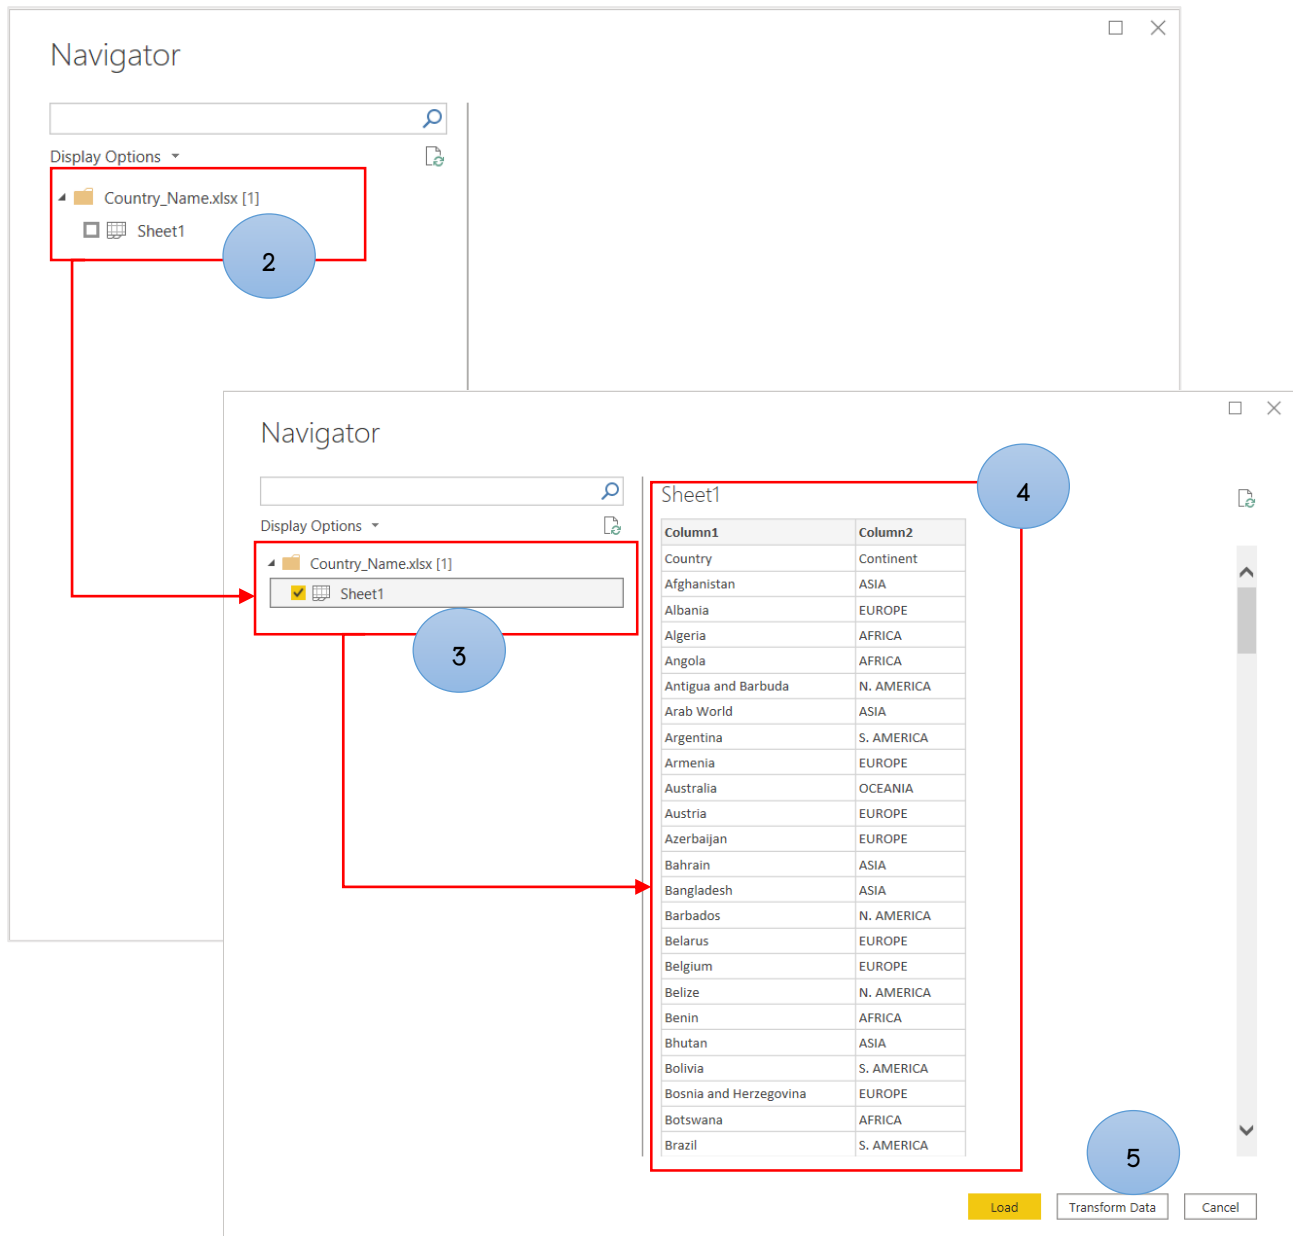 Navigator
Display Options
Country_Name.xlsx [1]
Sheet1
2
Navigator
Display Options
Country_Name.xlsx [1]
Sheet1
3
Sheet1
4
Column1 Column2
Country Continent
Afghanistan ASIA
Albania EUROPE
Algeria AFRICA
Angola AFRICA
Antigua and Barbuda N. AMERICA
Arab World ASIA
Argentina S. AMERICA
Armenia EUROPE
Australia OCEANIA
Austria EUROPE
Azerbaijan EUROPE
Bahrain ASIA
Bangladesh ASIA
Barbados N. AMERICA
Belarus EUROPE
Belgium EUROPE
Belize N. AMERICA
Benin AFRICA
Bhutan ASIA
Bolivia S. AMERICA
Bosnia and Herzegovina EUROPE
Botswana AFRICA
Brazil S. AMERICA
5
Load Transform Data Cancel